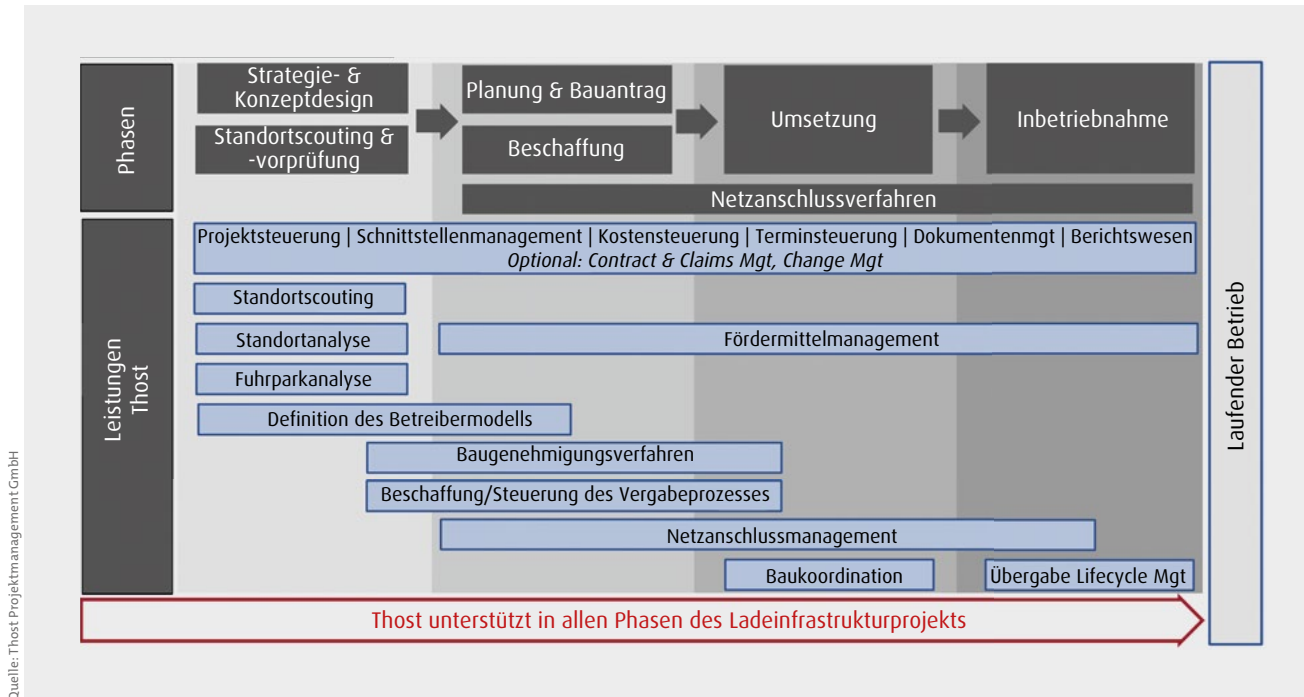 Phasen
Strategie- &
Konzeptdesign
Standortscouting &
-vorprüfung
Planung & Bauantrag
Beschaffung
Umsetzung
Inbetriebnahme
Netzanschlussverfahren
Leistungen
Thost
Projektsteuerung | Schnittstellenmanagement | Kostensteuerung | Terminsteuerung | Dokumentenmgt | Berichtswesen
Optional: Contract & Claims Mgt, Change Mgt
Standortscouting
Standortanalyse
Fördermittelmanagement
Fuhrparkanalyse
Definition des Betreibermodells
Baugenehmigungsverfahren
Beschaffung/Steuerung des Vergabeprozesses
Netzanschlussmanagement
Baukoordination
Übergabe Lifecycle Mgt
Laufender Betrieb
Thost unterstützt in allen Phasen des Ladeinfrastrukturprojekts
Quelle: Thost Projektmanagement GmbH